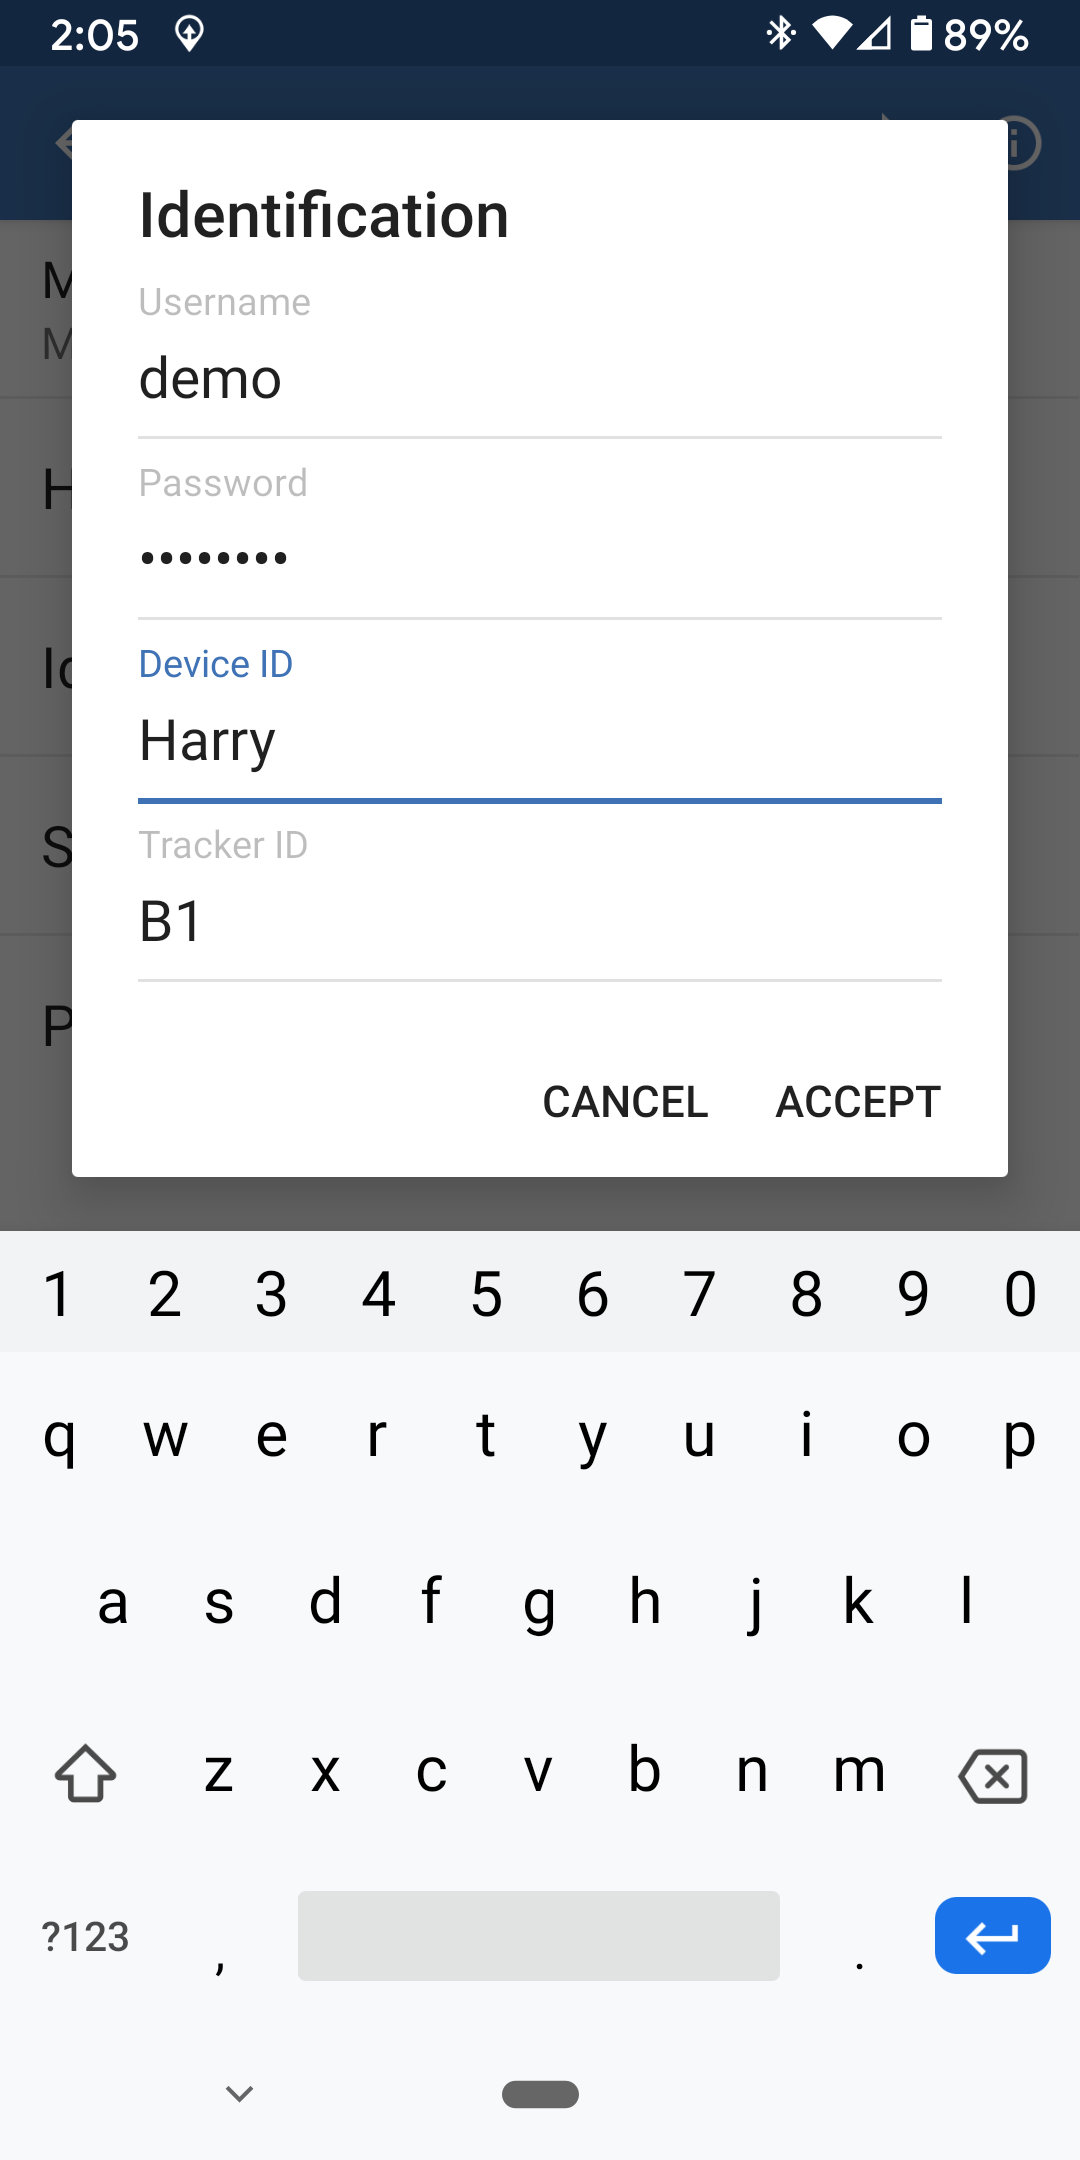 2:05 89%
Identification
Username
demo
Password
••••••••
Device ID
Harry
Tracker ID
B1
CANCEL ACCEPT
M
M
H
Id
S
P
1 2 3 4 5 6 7 8 9 0
q w e r t y u i o p
a s d f g h j k l
z x c v b n m
?123 , .